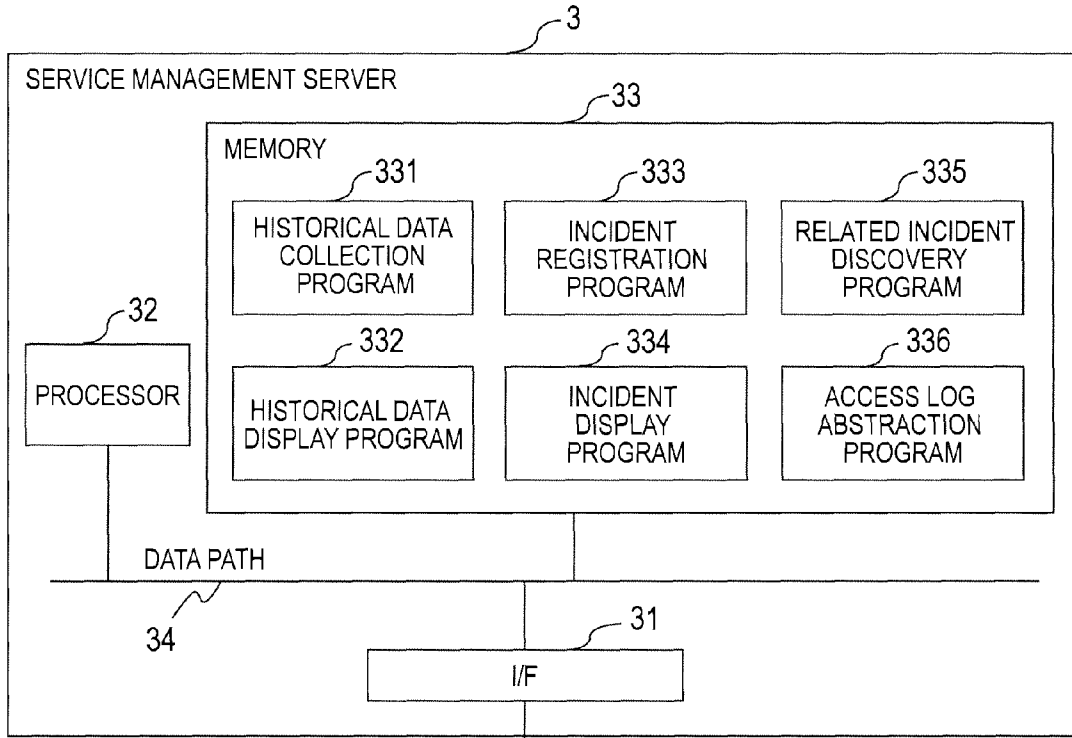 3
SERVICE MANAGEMENT SERVER
33
MEMORY
331
333
335
HISTORICAL DATA
COLLECTION
PROGRAM
INCIDENT
REGISTRATION
PROGRAM
RELATED INCIDENT
DISCOVERY
PROGRAM
32
332
334
336
PROCESSOR
HISTORICAL DATA
DISPLAY PROGRAM
INCIDENT
DISPLAY
PROGRAM
ACCESS LOG
ABSTRACTION
PROGRAM
DATA PATH
34
31
I/F